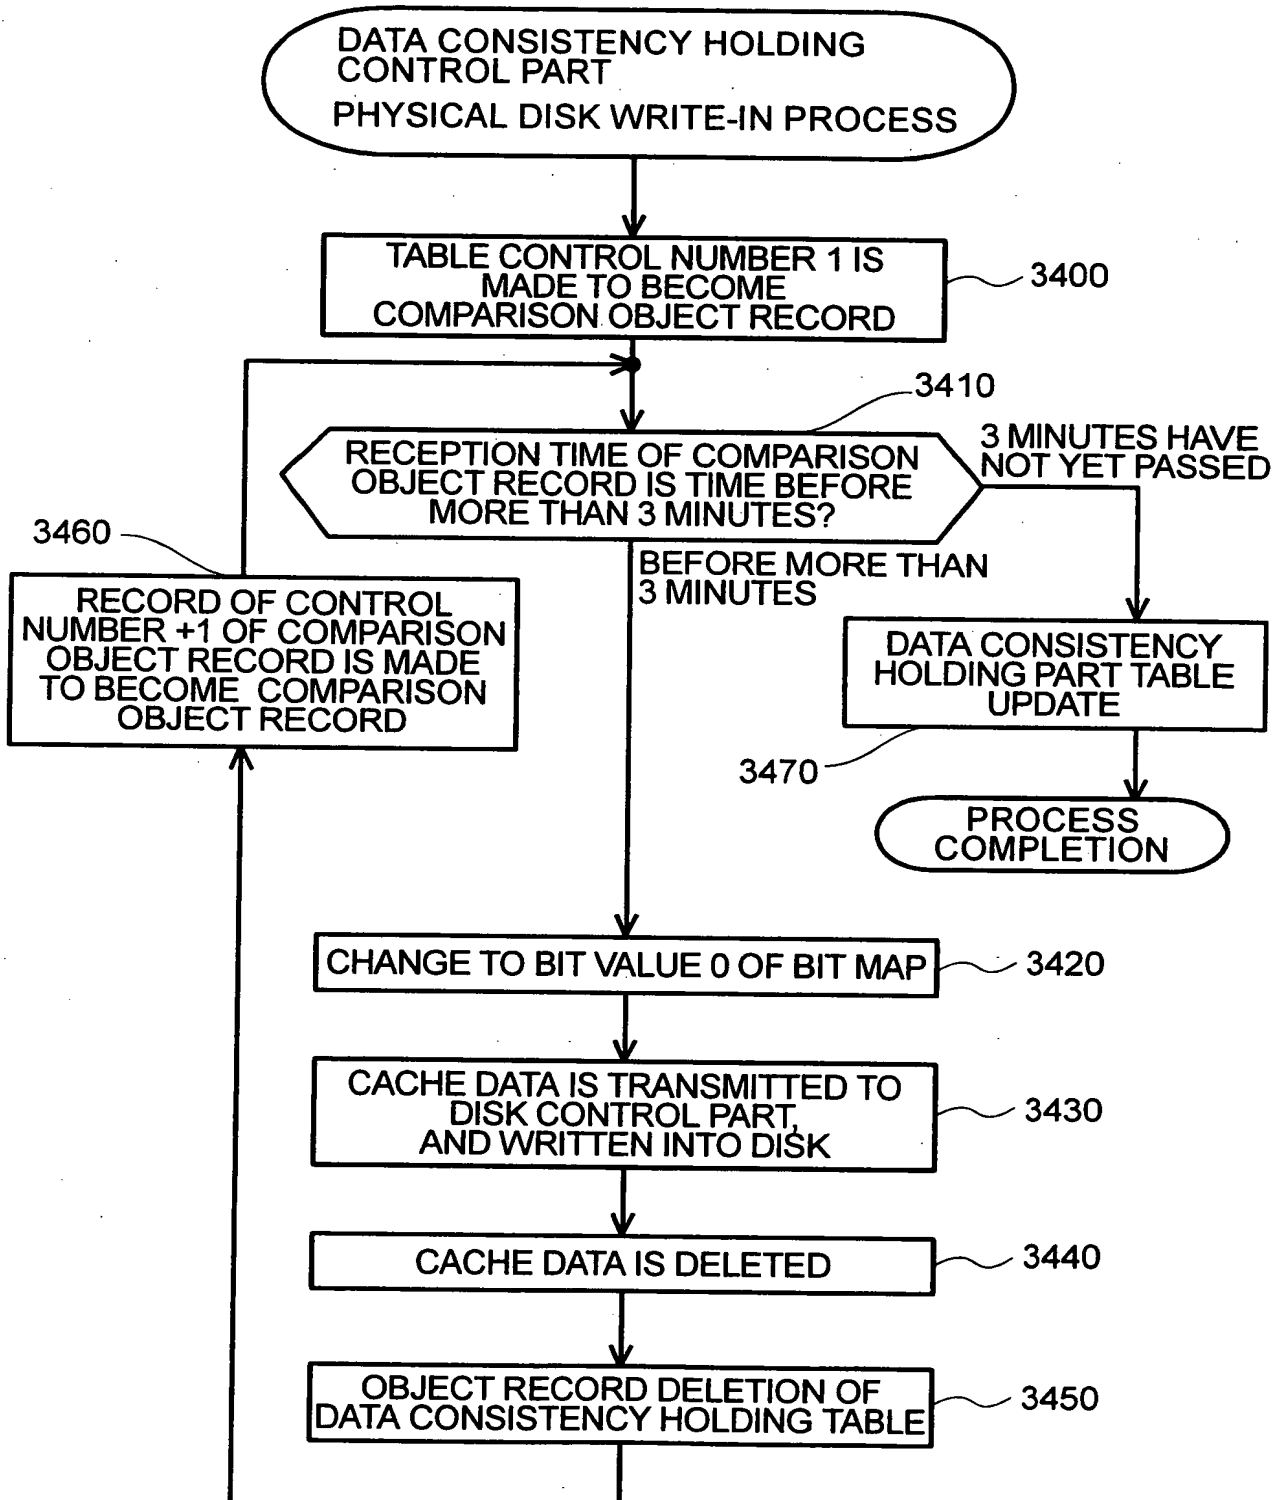 DATA CONSISTENCY HOLDING
CONTROL PART
PHYSICAL DISK WRITE-IN PROCESS
TABLE CONTROL NUMBER 1 IS
MADE TO BECOME
COMPARISON OBJECT RECORD
3400
3410
RECEPTION TIME OF COMPARISON
OBJECT RECORD IS TIME BEFORE
MORE THAN 3 MINUTES?
3 MINUTES HAVE
NOT YET PASSED
3460
BEFORE MORE THAN
3 MINUTES
RECORD OF CONTROL
NUMBER +1 OF COMPARISON
OBJECT RECORD IS MADE
TO BECOME COMPARISON
OBJECT RECORD
DATA CONSISTENCY
HOLDING PART TABLE
UPDATE
3470
PROCESS
COMPLETION
CHANGE TO BIT VALUE 0 OF BIT MAP
3420
CACHE DATA IS TRANSMITTED TO
DISK CONTROL PART,
AND WRITTEN INTO DISK
3430
CACHE DATA IS DELETED
3440
OBJECT RECORD DELETION OF
DATA CONSISTENCY HOLDING TABLE
3450